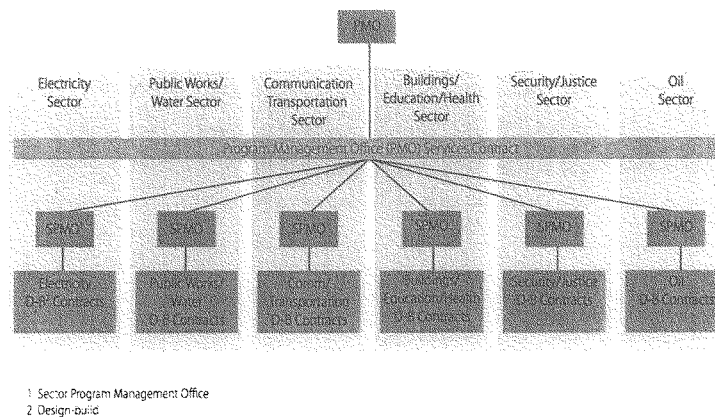 PMO
Electricity
Sector
Public Works/
Water Sector
Communication
Transportation
Sector
Buildings/
Education/Health
Sector
Security/Justice
Sector
Oil
Sector
Program Management Office (PMO) Services Contract
SPMO
SPMO
SPMO
SPMO
SPMO
SPMO
Electricity
D-B Contracts
Public Works/
Water
D-B Contracts
Comm/
Transportation
D-B Contracts
Buildings/
Education/Health
D-B Contracts
Security/Justice
D-B Contracts
Oil
D-B Contracts
1 Sector Program Management Office
2 Design-build